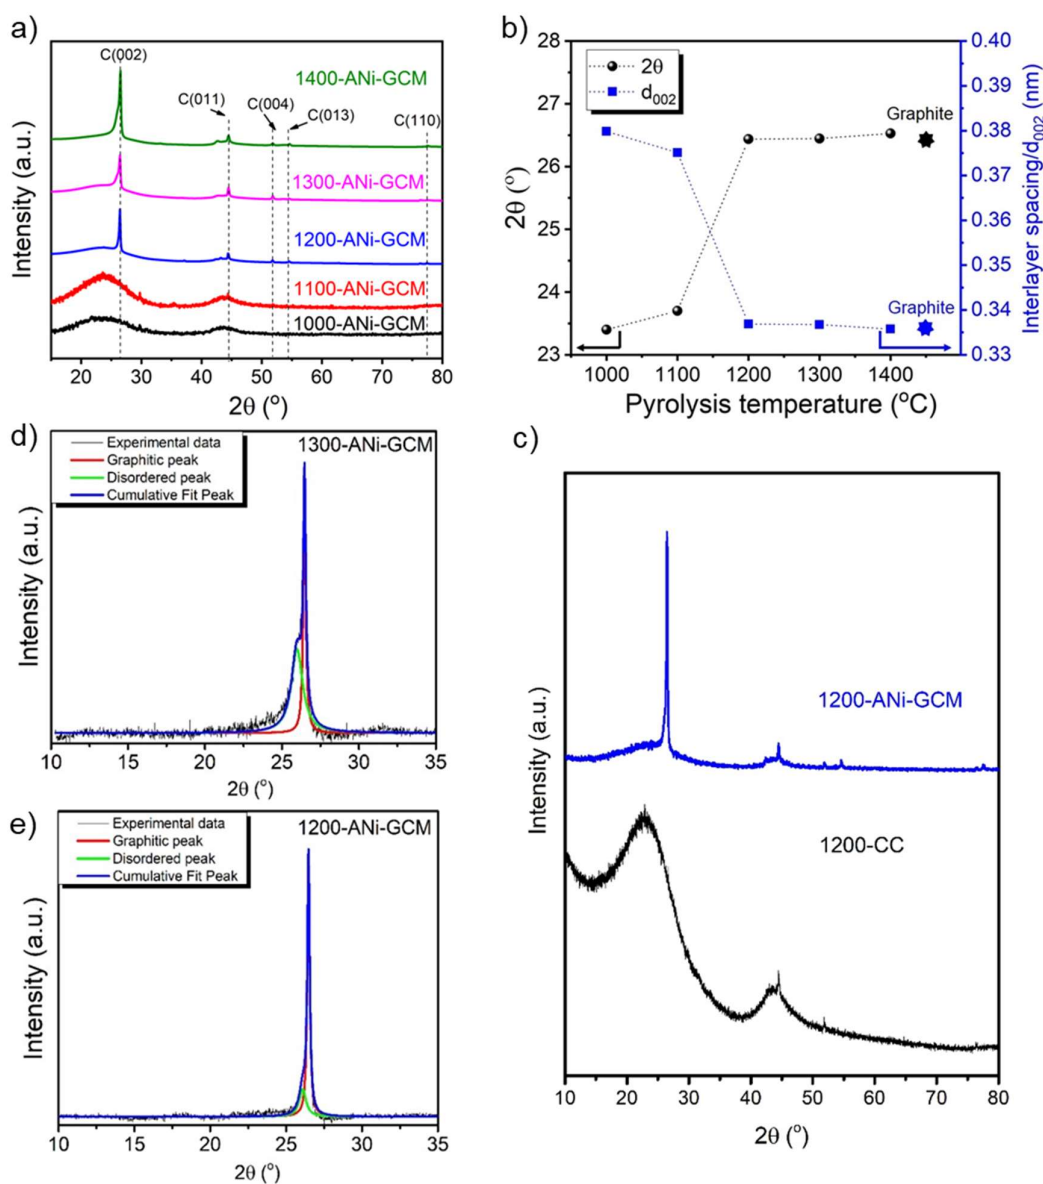 a)
C(002)
1400-ANi-GCM
C(011)
C(004)
C(013)
C(110)
1300-ANi-GCM
1200-ANi-GCM
1100-ANi-GCM
1000-ANi-GCM
Intensity (a.u.)
20 30 40 50 60 70 80
2θ (°)
b)
28
27
26
25
24
23
2θ (°)
2θ
d002
Graphite
Graphite
0.40
0.39
0.38
0.37
0.36
0.35
0.34
0.33
Interlayer spacing/d002 (nm)
1000 1100 1200 1300 1400
Pyrolysis temperature (°C)
d)
Experimental data
Graphitic peak
Disordered peak
Cumulative Fit Peak
1300-ANi-GCM
Intensity (a.u.)
10 15 20 25 30 35
2θ (°)
c)
1200-ANi-GCM
1200-CC
Intensity (a.u.)
10 20 30 40 50 60 70 80
2θ (°)
e)
Experimental data
Graphitic peak
Disordered peak
Cumulative Fit Peak
1200-ANi-GCM
Intensity (a.u.)
10 15 20 25 30 35
2θ (°)